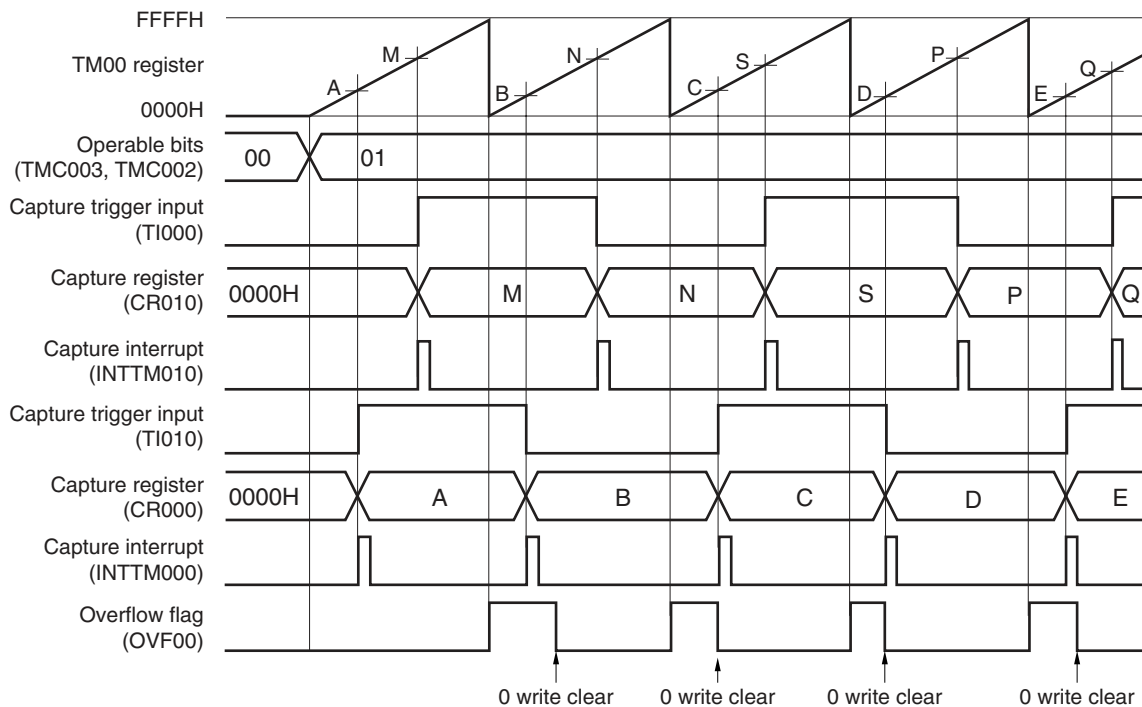 FFFFH
TM00 register
0000H
A M B N C S D P E Q
Operable bits
(TMC003, TMC002)
00 01
Capture trigger input
(TI000)
Capture register
(CR010)
0000H M N S P Q
Capture interrupt
(INTTM010)
Capture trigger input
(TI010)
Capture register
(CR000)
0000H A B C D E
Capture interrupt
(INTTM000)
Overflow flag
(OVF00)
0 write clear 0 write clear 0 write clear 0 write clear